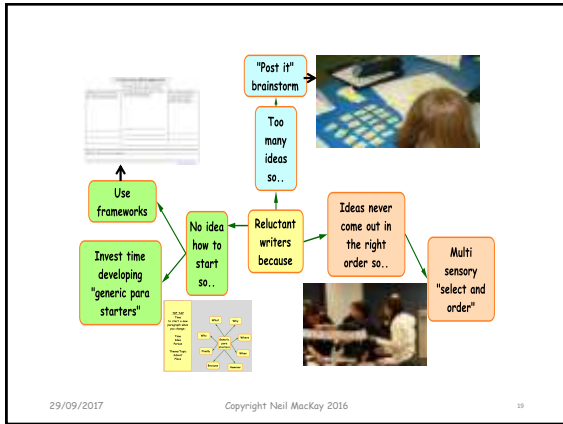 "Post it"
brainstorm
Too
many
ideas
so..
Use
frameworks
No idea
how to
start
so..
Reluctant
writers
because
Ideas never
come out in
the right
order so..
Invest time
developing
"generic para
starters"
Multi
sensory
"select and
order"
29/09/2017
Copyright Neil MacKay 2016
19